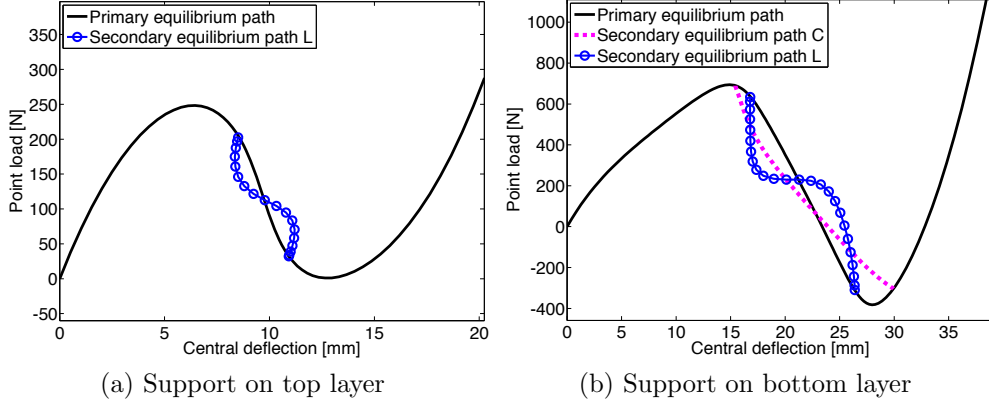 Primary equilibrium path
Secondary equilibrium path L
Point load [N]
400
350
300
250
200
150
100
50
0
-50
0
5
10
15
20
Central deflection [mm]
(a) Support on top layer
Primary equilibrium path
Secondary equilibrium path C
Secondary equilibrium path L
Point load [N]
1000
800
600
400
200
0
-200
-400
0
5
10
15
20
25
30
35
Central deflection [mm]
(b) Support on bottom layer